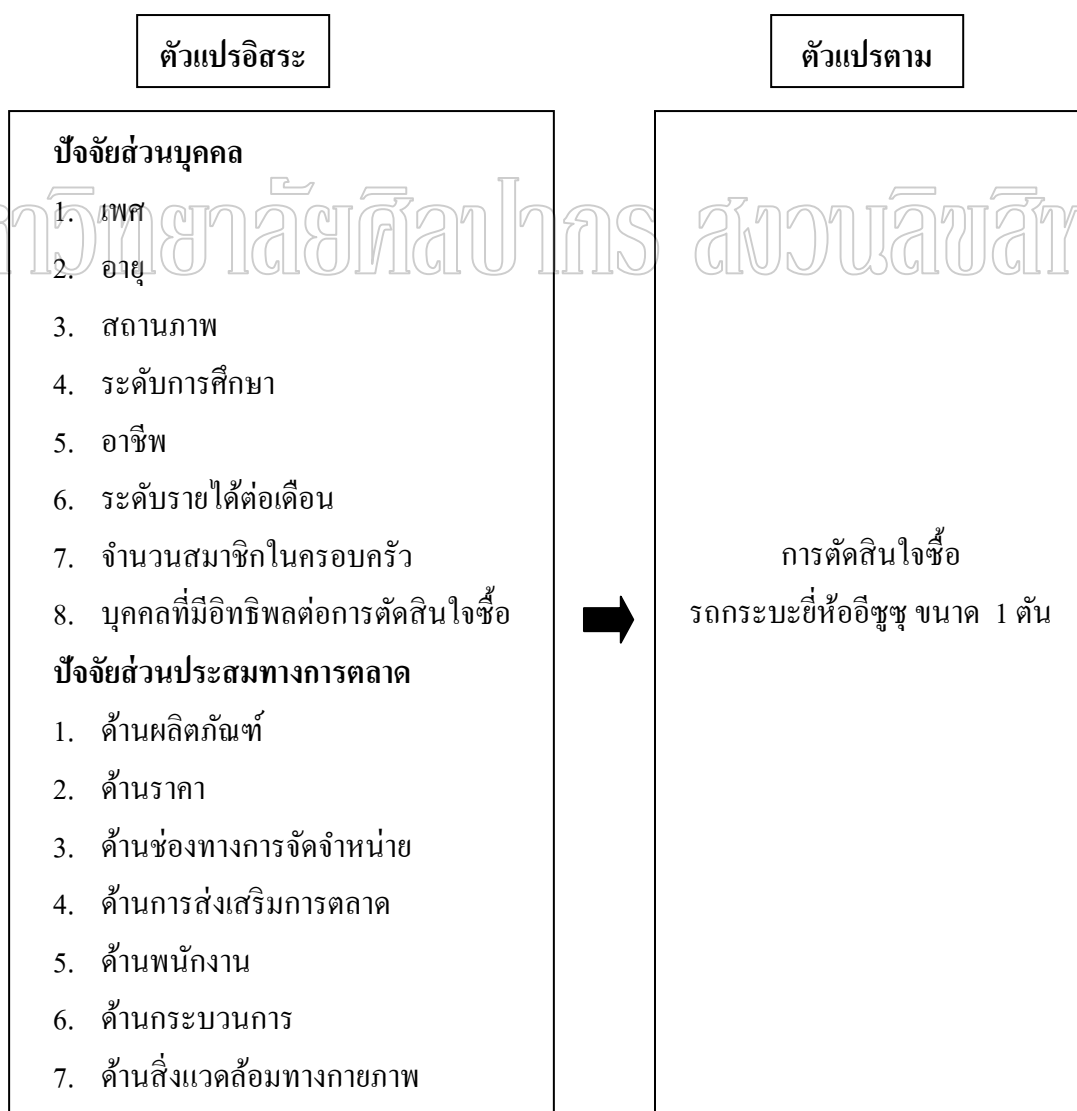 ตัวแปรอิสระ
ตัวแปรตาม
ปัจจัยส่วนบุคคล
1. เพศ
2. อายุ
3. สถานภาพ
4. ระดับการศึกษา
5. อาชีพ
6. ระดับรายได้ต่อเดือน
7. จำนวนสมาชิกในครอบครัว
8. บุคคลที่มีอิทธิพลต่อการตัดสินใจซื้อ
ปัจจัยส่วนประสมทางการตลาด
1. ด้านผลิตภัณฑ์
2. ด้านราคา
3. ด้านช่องทางการจัดจำหน่าย
4. ด้านการส่งเสริมการตลาด
5. ด้านพนักงาน
6. ด้านกระบวนการ
7. ด้านสิ่งแวดล้อมทางกายภาพ
การตัดสินใจซื้อ
รถกระบะยี่ห้ออีซูซุ ขนาด 1 ตัน